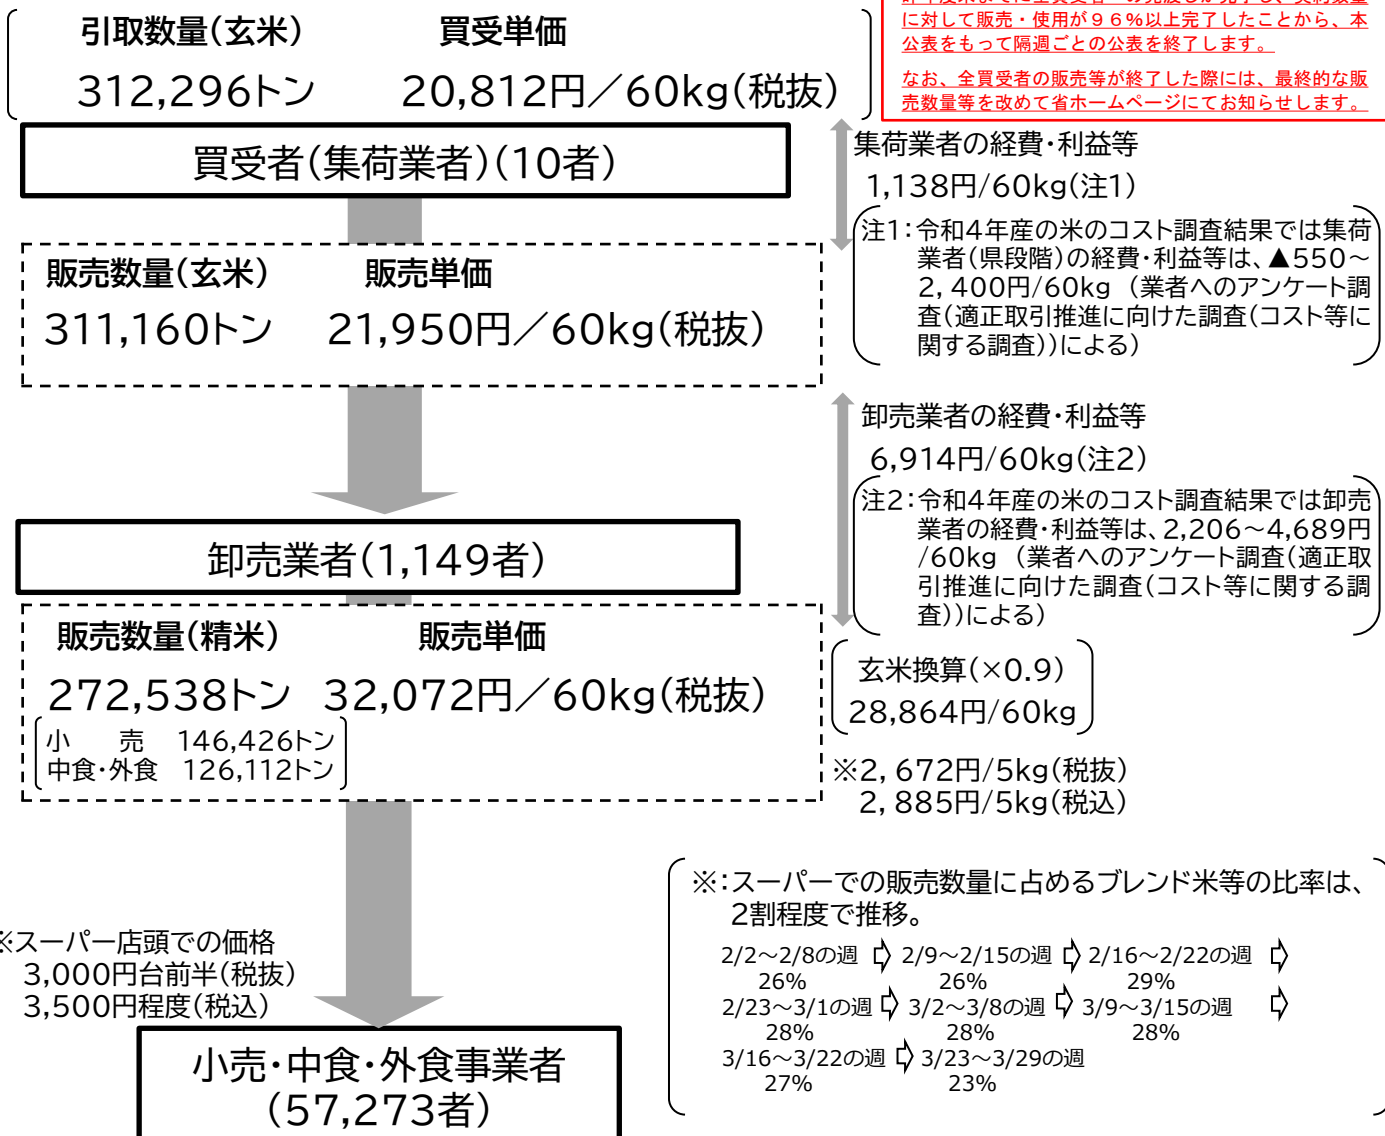 引取数量(玄米) 買受単価
312,296トン 20,812円／60kg(税抜)
に対して販売・使用が９６%以上完了したことから、本
公表をもって隔週ごとの公表を終了します。
なお、全買受者の販売等が終了した際には、最終的な販
売数量等を改めて省ホームページにてお知らせします。
買受者(集荷業者)(10者)
集荷業者の経費・利益等
1,138円/60kg(注1)
注1:令和4年産の米のコスト調査結果では集荷
業者(県段階)の経費・利益等は、▲550～
2,400円/60kg (業者へのアンケート調
査(適正取引推進に向けた調査(コスト等に
関する調査))による)
販売数量(玄米) 販売単価
311,160トン 21,950円／60kg(税抜)
卸売業者の経費・利益等
6,914円/60kg(注2)
注2:令和4年産の米のコスト調査結果では卸売
業者の経費・利益等は、2,206～4,689円
/60kg (業者へのアンケート調査(適正取
引推進に向けた調査(コスト等に関する調
査))による)
卸売業者(1,149者)
販売数量(精米) 販売単価
272,538トン 32,072円／60kg(税抜)
小 売 146,426トン
中食・外食 126,112トン
玄米換算(×0.9)
28,864円/60kg
※2,672円/5kg(税抜)
2,885円/5kg(税込)
※:スーパーでの販売数量に占めるブレンド米等の比率は、
2割程度で推移。
2/2～2/8の週 ⇨ 2/9～2/15の週 ⇨ 2/16～2/22の週 ⇨
26% 26% 29%
2/23～3/1の週 ⇨ 3/2～3/8の週 ⇨ 3/9～3/15の週 ⇨
28% 28% 28%
3/16～3/22の週 ⇨ 3/23～3/29の週
27% 23%
※スーパー店頭での価格
3,000円台前半(税抜)
3,500円程度(税込)
小売・中食・外食事業者
(57,273者)